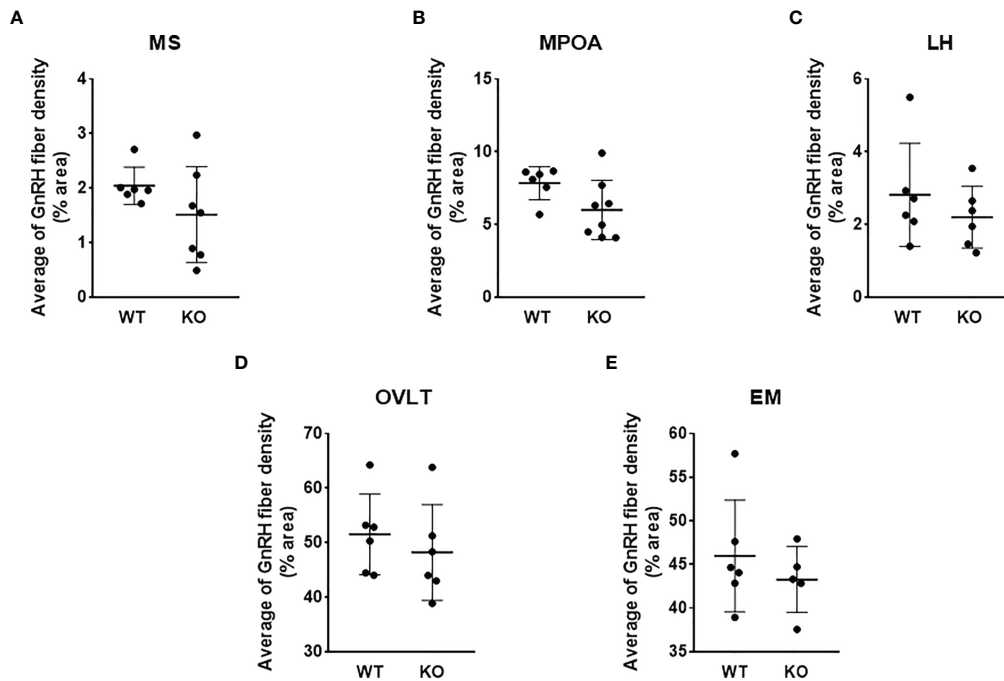 A
MS
Average of GnRH fiber density
(% area)
4
3
2
1
0
WT KO
B
MPOA
Average of GnRH fiber density
(% area)
15
10
5
0
WT KO
C
LH
Average of GnRH fiber density
(% area)
6
4
2
0
WT KO
D
OVLT
Average of GnRH fiber density
(% area)
70
60
50
40
30
WT KO
E
EM
Average of GnRH fiber density
(% area)
60
55
50
45
40
35
WT KO